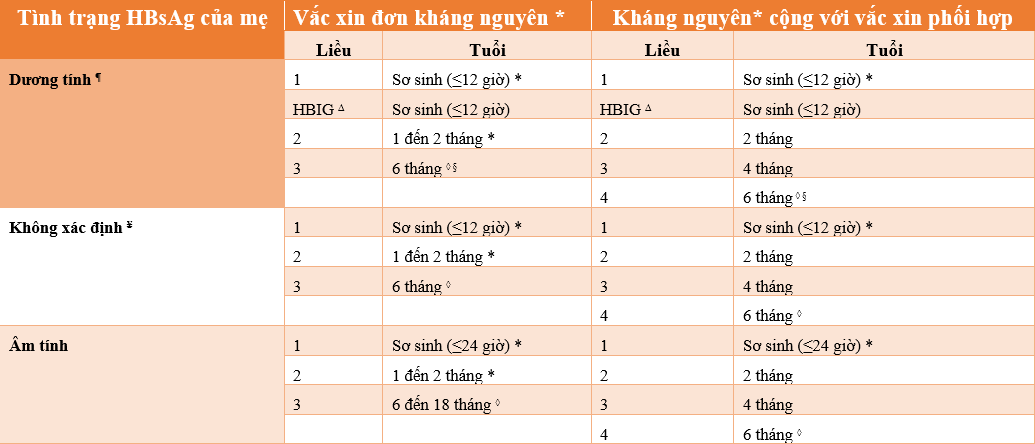 Tình trạng HBsAg của mẹ Vắc xin đơn kháng nguyên * Kháng nguyên* cộng với vắc xin phối hợp
Liều Tuổi Liều Tuổi
Dương tính ¶ 1 Sơ sinh (≤12 giờ) * 1 Sơ sinh (≤12 giờ) *
HBIG Δ Sơ sinh (≤12 giờ) HBIG Δ Sơ sinh (≤12 giờ)
2 1 đến 2 tháng * 2 2 tháng
3 6 tháng ◊ § 3 4 tháng
4 6 tháng ◊ §
Không xác định ¥ 1 Sơ sinh (≤12 giờ) * 1 Sơ sinh (≤12 giờ) *
2 1 đến 2 tháng * 2 2 tháng
3 6 tháng ◊ 3 4 tháng
4 6 tháng ◊
Âm tính 1 Sơ sinh (≤24 giờ) * 1 Sơ sinh (≤24 giờ) *
2 1 đến 2 tháng * 2 2 tháng
3 6 đến 18 tháng ◊ 3 4 tháng
4 6 tháng ◊